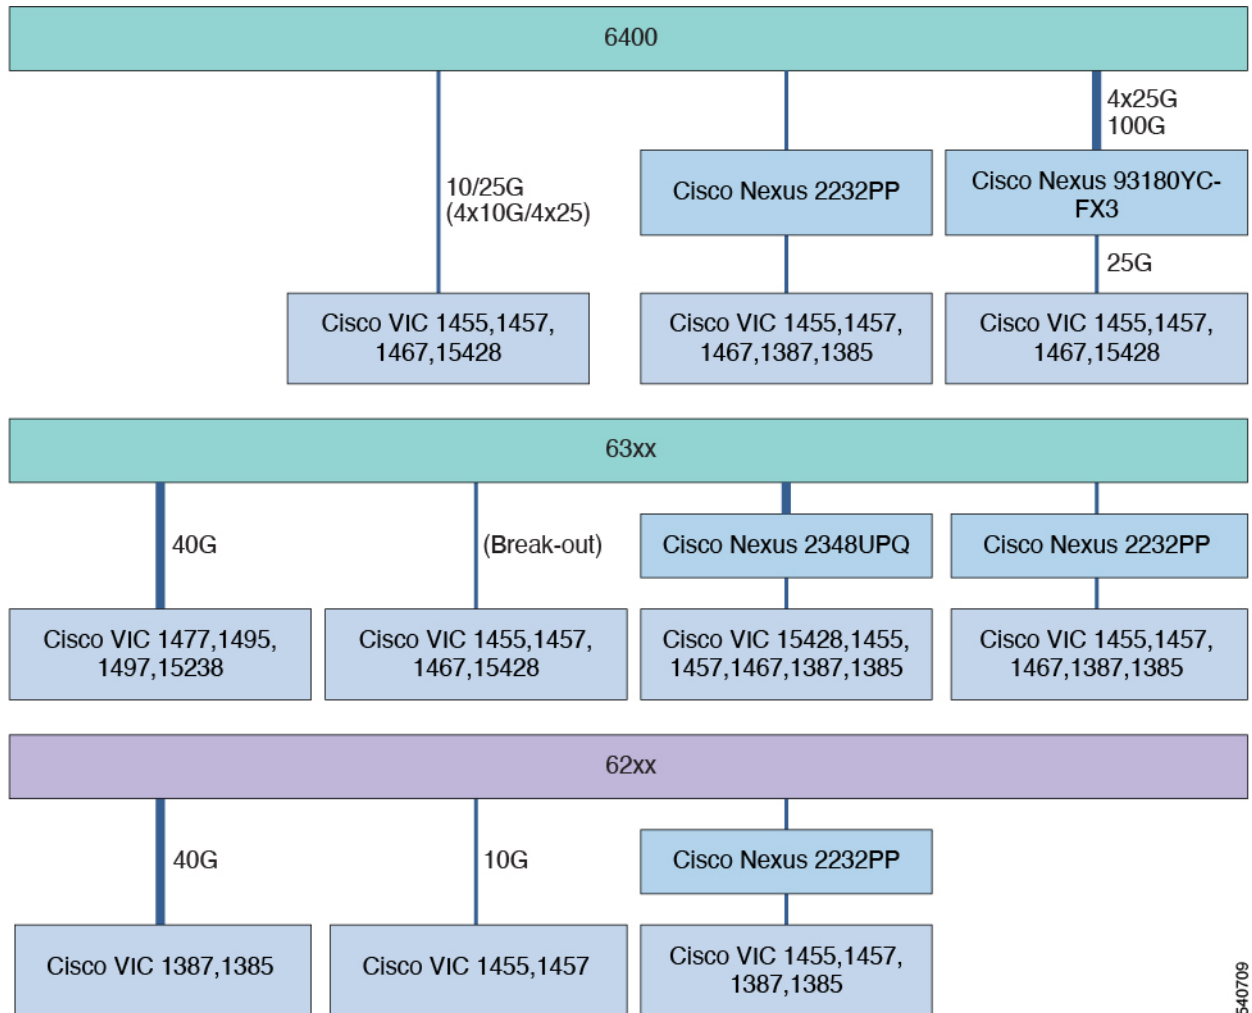 6400
10/25G
(4x10G/4x25)
4x25G
100G
Cisco Nexus 2232PP
Cisco Nexus 93180YC-
FX3
25G
Cisco VIC 1455,1457,
1467,15428
Cisco VIC 1455,1457,
1467,1387,1385
Cisco VIC 1455,1457,
1467,15428
63xx
40G
(Break-out)
Cisco Nexus 2348UPQ
Cisco Nexus 2232PP
Cisco VIC 1477,1495,
1497,15238
Cisco VIC 1455,1457,
1467,15428
Cisco VIC 15428,1455,
1457,1467,1387,1385
Cisco VIC 1455,1457,
1467,1387,1385
62xx
40G
10G
Cisco Nexus 2232PP
Cisco VIC 1387,1385
Cisco VIC 1455,1457
Cisco VIC 1455,1457,
1387,1385
540709